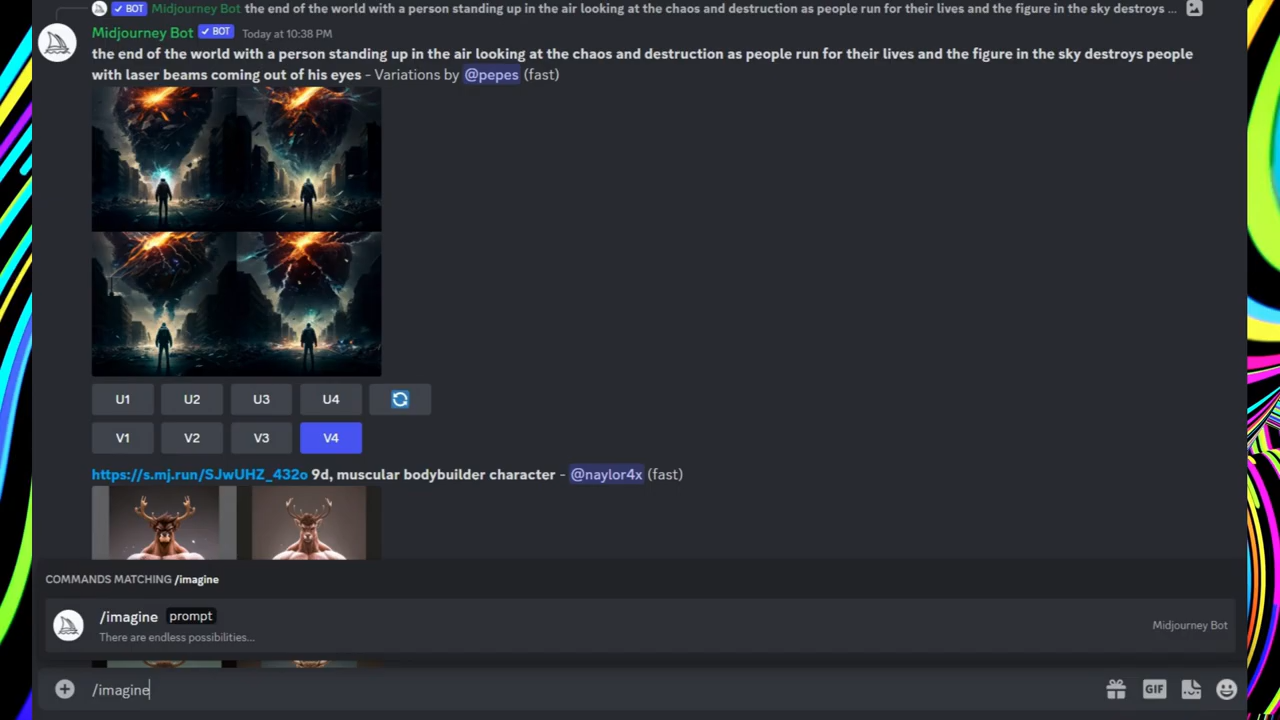 ✓ BOT Midjourney Bot the end of the world with a person standing up in the air looking at the chaos and destruction as people run for their lives and the figure in the sky destroys ...
Midjourney Bot ✓ BOT Today at 10:38 PM
the end of the world with a person standing up in the air looking at the chaos and destruction as people run for their lives and the figure in the sky destroys people
with laser beams coming out of his eyes - Variations by @pepes (fast)
U1 U2 U3 U4
V1 V2 V3 V4
https://s.mj.run/SJwUHZ_432o 9d, muscular bodybuilder character - @naylor4x (fast)
COMMANDS MATCHING /imagine
/imagine prompt
There are endless possibilities...
Midjourney Bot
/imagine
GIF